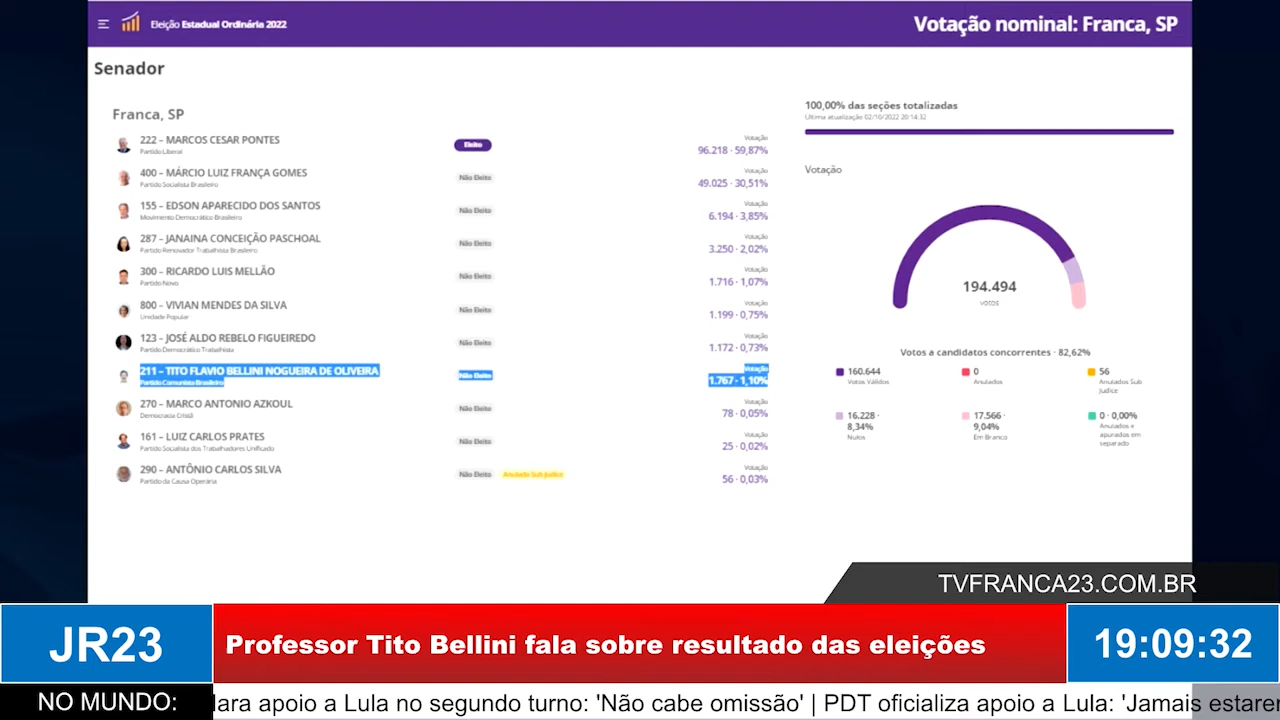 Eleição Estadual Ordinária 2022
Votação nominal: Franca, SP
Senador
Franca, SP
222 – MARCOS CESAR PONTES
Partido Liberal
Eleito
Votação
96.218 · 59,87%
400 – MÁRCIO LUIZ FRANÇA GOMES
Partido Socialista Brasileiro
Não Eleito
Votação
49.025 · 30,51%
155 – EDSON APARECIDO DOS SANTOS
Movimento Democrático Brasileiro
Não Eleito
Votação
6.194 · 3,85%
287 – JANAINA CONCEIÇÃO PASCHOAL
Partido Renovador Trabalhista Brasileiro
Não Eleito
Votação
3.250 · 2,02%
300 – RICARDO LUIS MELLÃO
Partido Novo
Não Eleito
Votação
1.716 · 1,07%
800 – VIVIAN MENDES DA SILVA
Unidade Popular
Não Eleito
Votação
1.199 · 0,75%
123 – JOSÉ ALDO REBELO FIGUEIREDO
Partido Democrático Trabalhista
Não Eleito
Votação
1.172 · 0,73%
211 – TITO FLAVIO BELLINI NOGUEIRA DE OLIVEIRA
Partido Comunista Brasileiro
Não Eleito
Votação
1.767 · 1,10%
270 – MARCO ANTONIO AZKOUL
Democracia Cristã
Não Eleito
Votação
78 · 0,05%
161 – LUIZ CARLOS PRATES
Partido Socialista dos Trabalhadores Unificado
Não Eleito
Votação
25 · 0,02%
290 – ANTÔNIO CARLOS SILVA
Partido da Causa Operária
Não Eleito
Anulado Sub Judice
Votação
56 · 0,03%
100,00% das seções totalizadas
Última atualização 02/10/2022 20:14:32
Votação
194.494
votos
Votos a candidatos concorrentes · 82,62%
160.644
Votos Válidos
0
Anulados
56
Anulados Sub
Judice
16.228 ·
8,34%
Nulos
17.566 ·
9,04%
Em Branco
0 · 0,00%
Anulados e
apurados em
separado
TVFRANCA23.COM.BR
JR23
Professor Tito Bellini fala sobre resultado das eleições
19:09:32
NO MUNDO:
lara apoio a Lula no segundo turno: 'Não cabe omissão' | PDT oficializa apoio a Lula: 'Jamais estarei